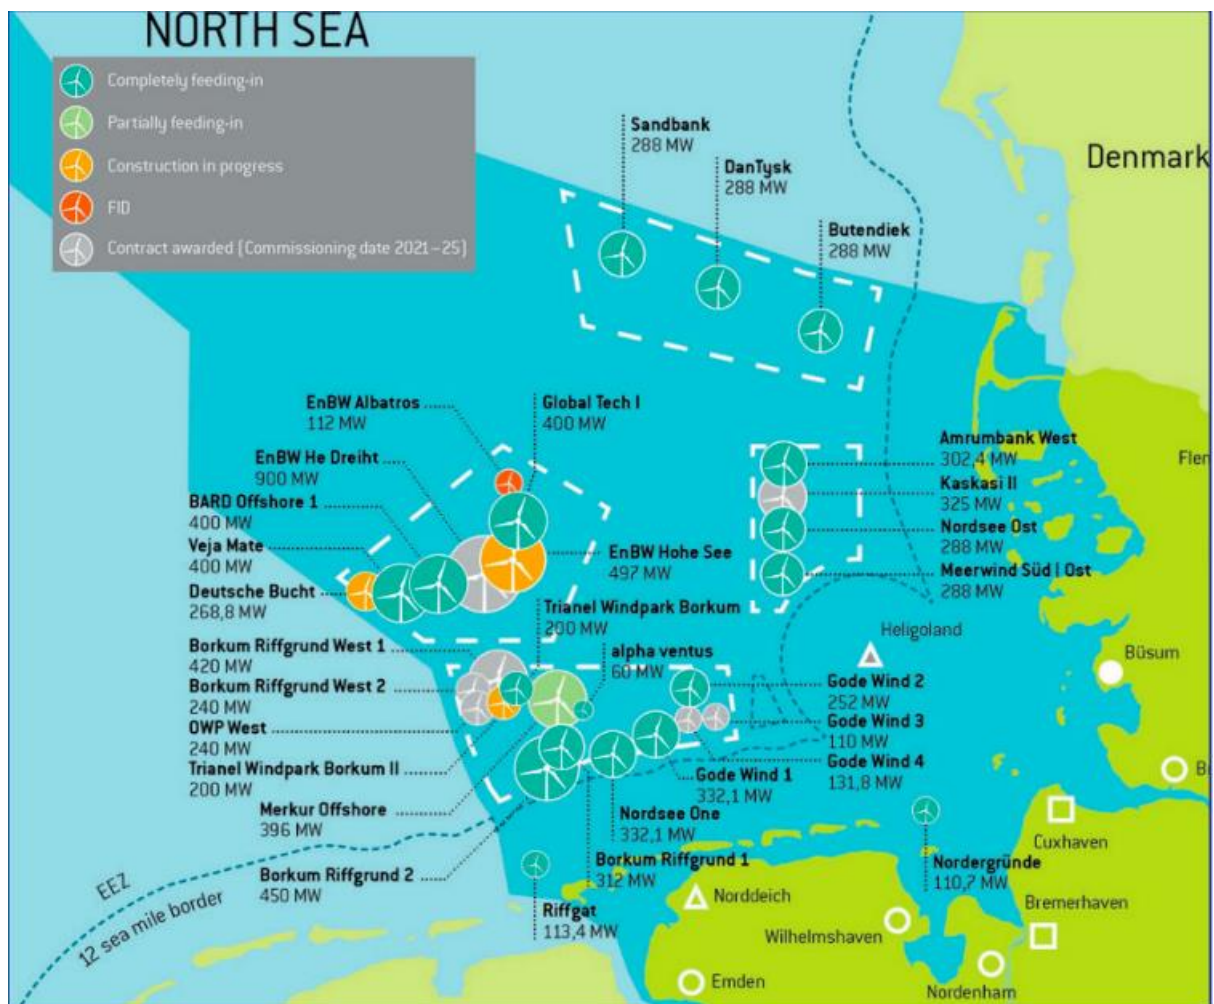 NORTH SEA
Completely feeding-in
Partially feeding-in
Construction in progress
FID
Contract awarded (Commissioning date 2021–25)
Sandbank
288 MW
DanTysk
288 MW
Butendiek
288 MW
Denmark
EnBW Albatros
112 MW
Global Tech I
400 MW
EnBW He Dreiht
900 MW
BARD Offshore 1
400 MW
Veja Mate
400 MW
Deutsche Bucht
268,8 MW
EnBW Hohe See
497 MW
Amrumbank West
302,4 MW
Kaskasi II
325 MW
Nordsee Ost
288 MW
Meerwind Süd | Ost
288 MW
Flen
Trianel Windpark Borkum
200 MW
alpha ventus
60 MW
Heligoland
Büsum
Borkum Riffgrund West 1
420 MW
Borkum Riffgrund West 2
240 MW
OWP West
240 MW
Trianel Windpark Borkum II
200 MW
Merkur Offshore
396 MW
Borkum Riffgrund 2
450 MW
Gode Wind 2
252 MW
Gode Wind 3
110 MW
Gode Wind 4
131,8 MW
Gode Wind 1
332,1 MW
Nordsee One
332,1 MW
Borkum Riffgrund 1
312 MW
Riffgat
113,4 MW
Nordergründe
110,7 MW
EEZ
12 sea mile border
Cuxhaven
Bremerhaven
Norddeich
Wilhelmshaven
Emden
Nordenham